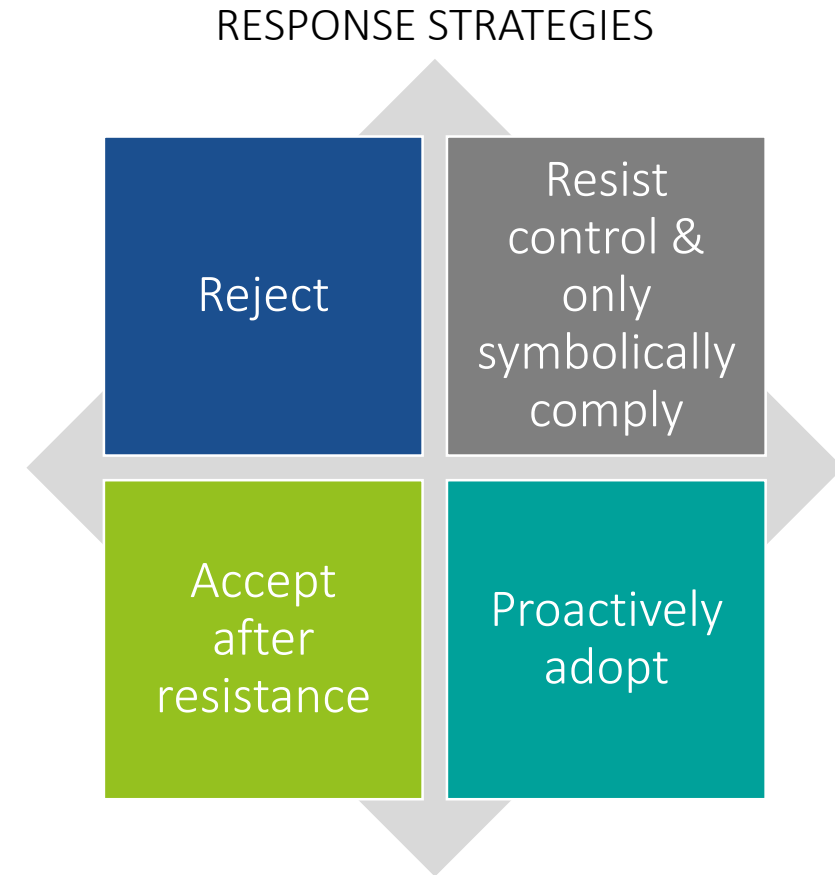 RESPONSE STRATEGIES
Reject
Resist
control &
only
symbolically
comply
Accept
after
resistance
Proactively
adopt